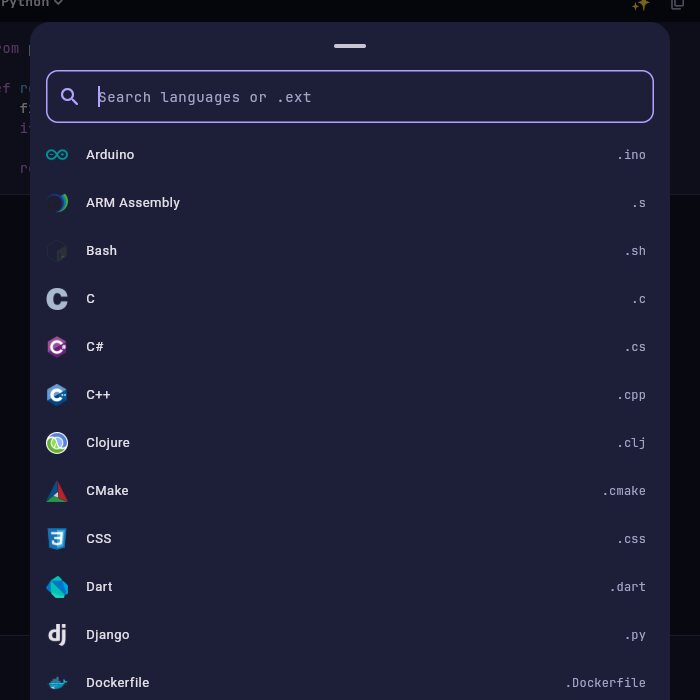 Python
Search languages or .ext
Arduino .ino
ARM Assembly .s
Bash .sh
C .c
C# .cs
C++ .cpp
Clojure .clj
CMake .cmake
CSS .css
Dart .dart
Django .py
Dockerfile .Dockerfile